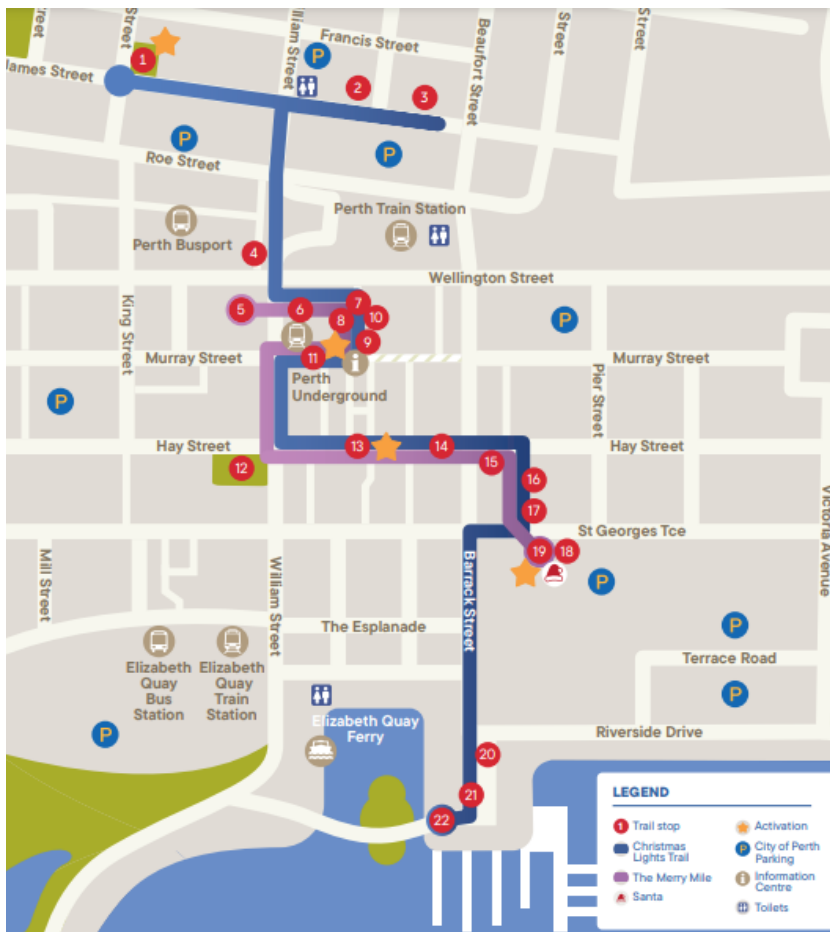 Street
Street
1
Francis Street
lliam Street
P
Beaufort Street
Street
Street
James Street
2
3
P
Roe Street
P
Perth Busport
Perth Train Station
4
Wellington Street
5
6
7
8
10
9
P
King Street
Murray Street
11
i
Murray Street
Perth
Underground
Pier Street
P
Hay Street
13
14
Hay Street
12
15
16
17
Victoria Avenue
St Georges Tce
19
18
Mill Street
William Street
Barrack Street
P
The Esplanade
P
Elizabeth
Quay
Bus
Station
Elizabeth
Quay
Train
Station
Terrace Road
P
Elizabeth Quay
Ferry
P
Riverside Drive
20
21
22
LEGEND
1 Trail stop
Christmas
Lights Trail
The Merry Mile
Santa
Activation
P City of Perth
Parking
i Information
Centre
Toilets